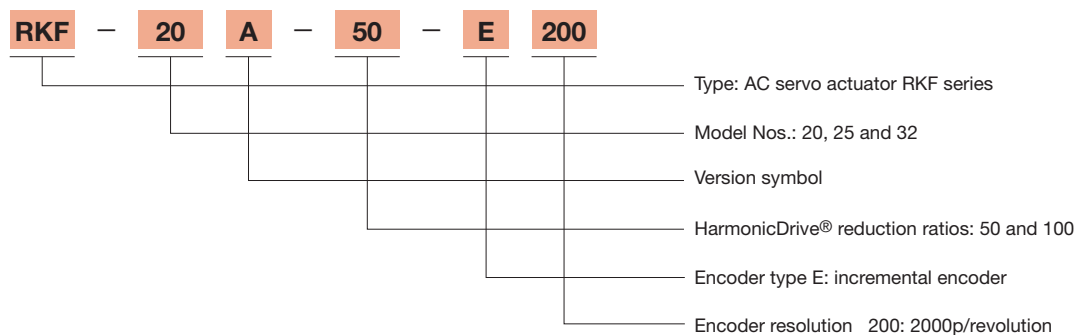 RKF – 20 A – 50 – E 200
Type: AC servo actuator RKF series
Model Nos.: 20, 25 and 32
Version symbol
HarmonicDrive® reduction ratios: 50 and 100
Encoder type E: incremental encoder
Encoder resolution 200: 2000p/revolution